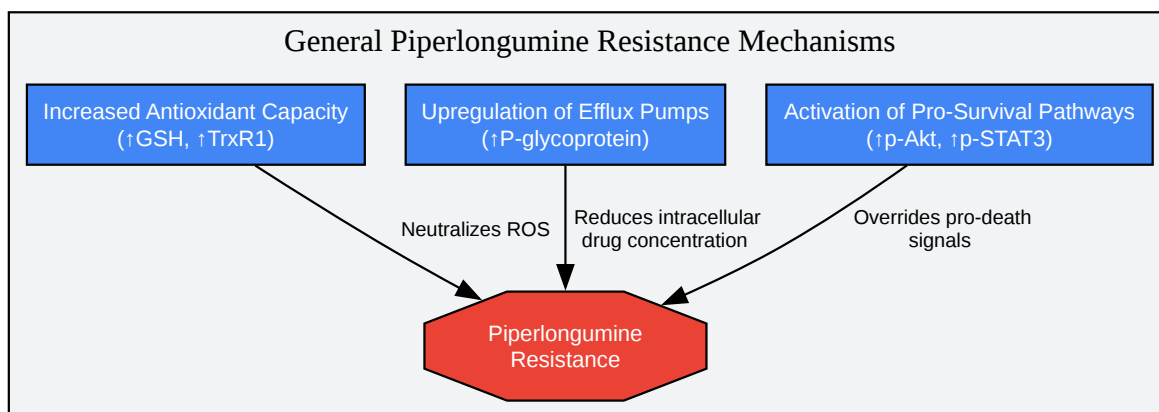 General Piperlongumine Resistance Mechanisms
Increased Antioxidant Capacity
(↑GSH, ↑TrxR1)
Upregulation of Efflux Pumps
(↑P-glycoprotein)
Activation of Pro-Survival Pathways
(↑p-Akt, ↑p-STAT3)
Neutralizes ROS
Reduces intracellular
drug concentration
Overrides pro-death
signals
Piperlongumine
Resistance